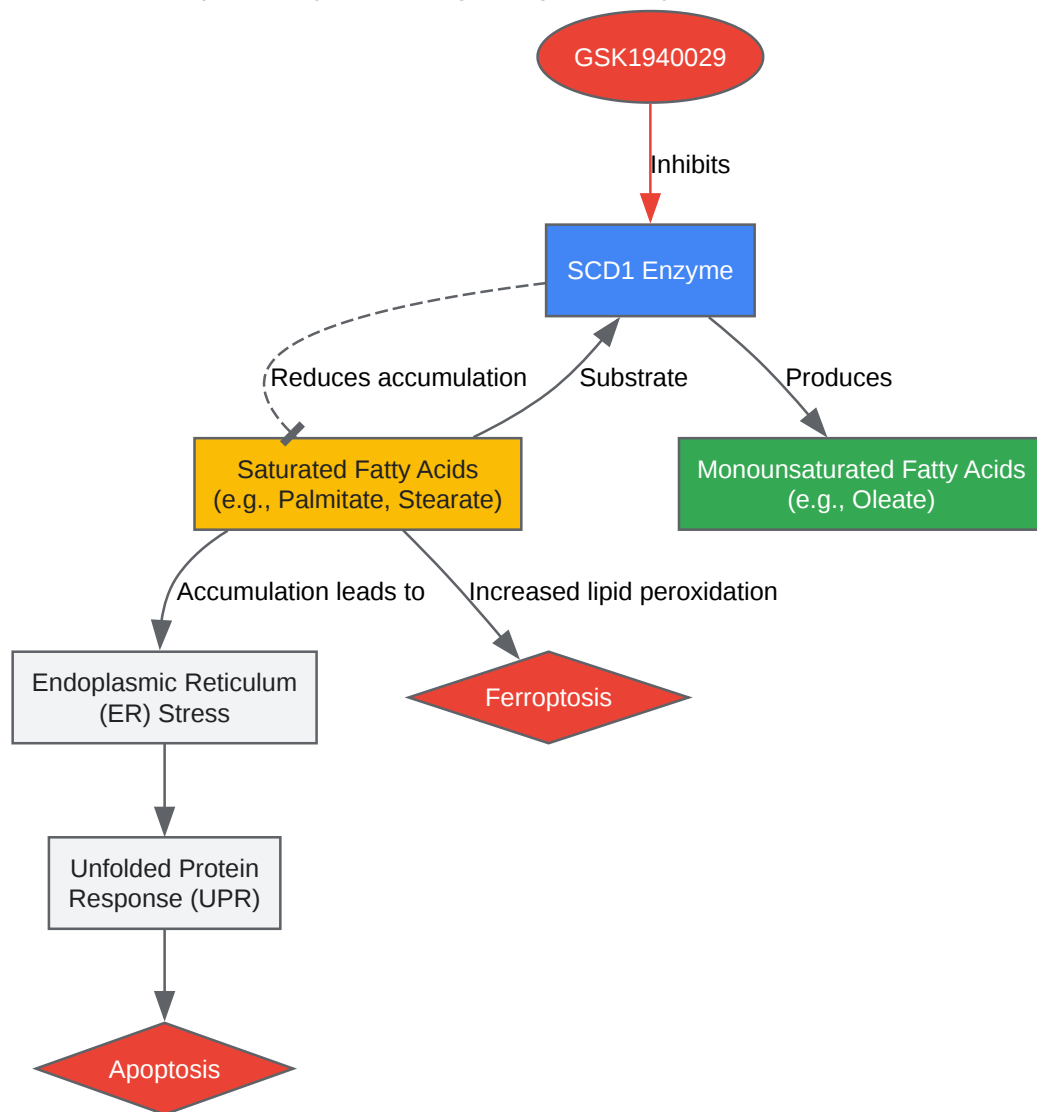 GSK1940029
Inhibits
SCD1 Enzyme
Reduces accumulation
Substrate
Produces
Saturated Fatty Acids
(e.g., Palmitate, Stearate)
Monounsaturated Fatty Acids
(e.g., Oleate)
Accumulation leads to
Increased lipid peroxidation
Endoplasmic Reticulum
(ER) Stress
Ferroptosis
Unfolded Protein
Response (UPR)
Apoptosis